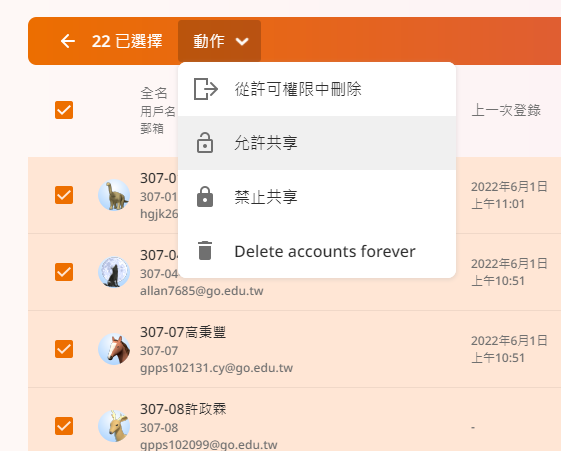 22 已選擇 動作
全名
用戶名
郵箱
上一次登錄
從許可權限中刪除
允許共享
禁止共享
Delete accounts forever
307-0
307-01
hgjk26
2022年6月1日
上午11:01
307-0
307-04
allan7685@go.edu.tw
2022年6月1日
上午10:51
307-07高秉豐
307-07
gpps102131.cy@go.edu.tw
2022年6月1日
上午10:51
307-08許政霖
307-08
gpps102099@go.edu.tw
-